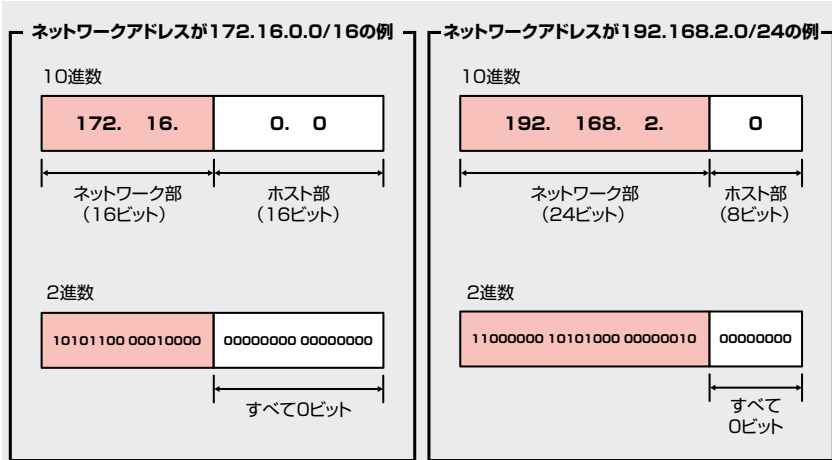 ネットワークアドレスが172.16.0.0/16の例
10進数
172. 16. 0. 0
ネットワーク部 ホスト部
(16ビット) (16ビット)
2進数
10101100 00010000 00000000 00000000
すべて0ビット
ネットワークアドレスが192.168.2.0/24の例
10進数
192. 168. 2. 0
ネットワーク部 ホスト部
(24ビット) (8ビット)
2進数
11000000 10101000 00000010 00000000
すべて
0ビット